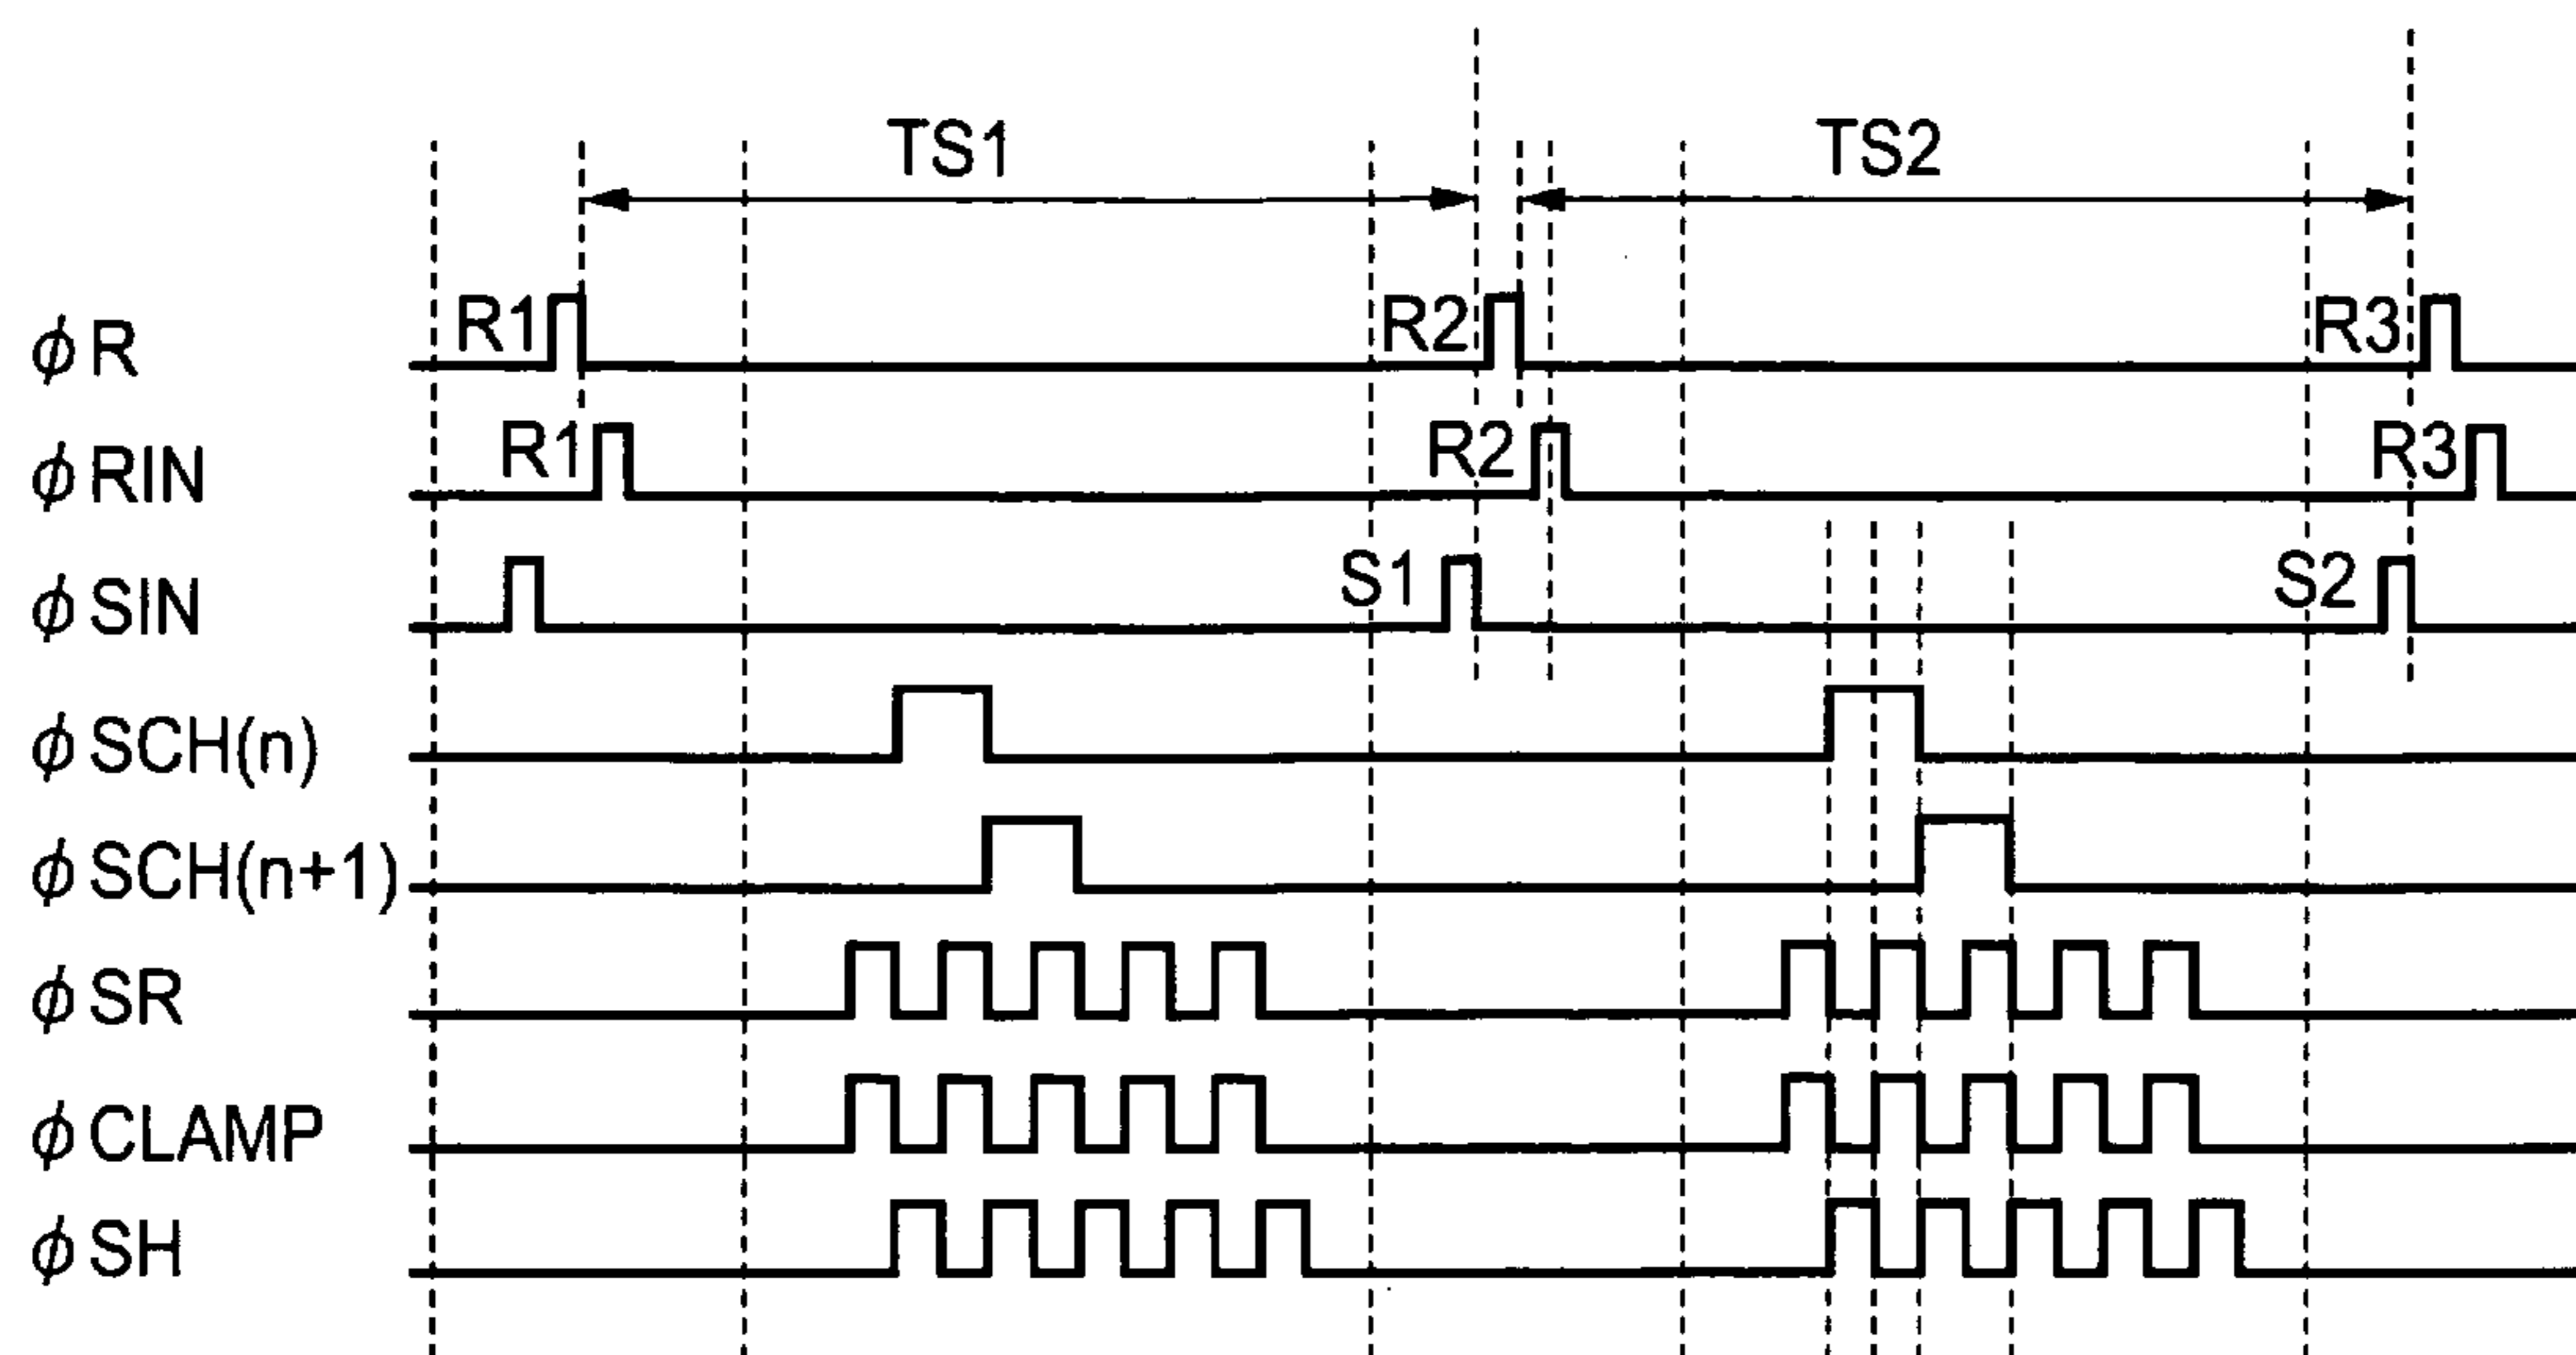 TS1 TS2
φR R1 R2 R3
φRIN R1 R2 R3
φSIN S1 S2
φSCH(n)
φSCH(n+1)
φSR
φCLAMP
φSH